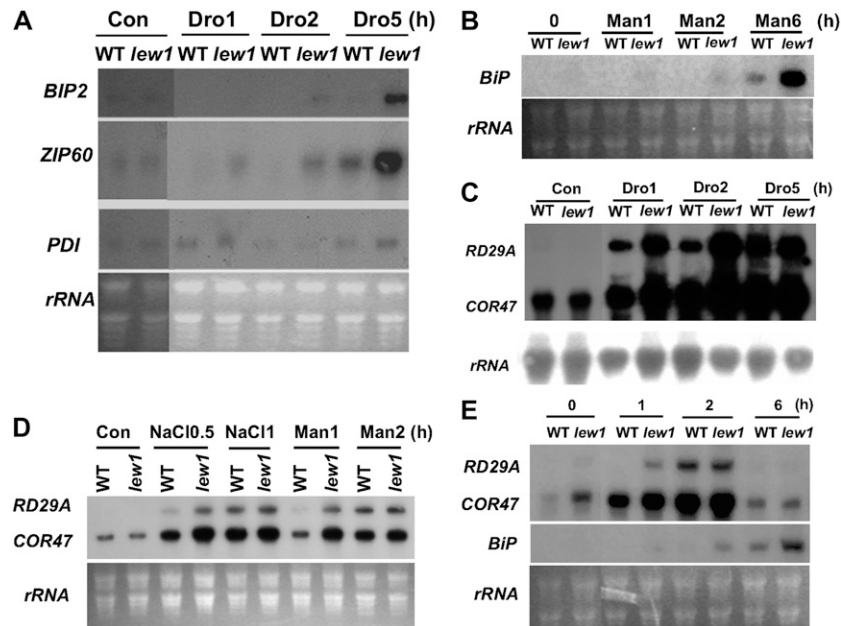 A
Con Dro1 Dro2 Dro5 (h)
WT lew1 WT lew1 WT lew1 WT lew1
BIP2
ZIP60
PDI
rRNA
B
0 Man1 Man2 Man6 (h)
WT lew1 WT lew1 WT lew1 WT lew1
BiP
rRNA
C
Con Dro1 Dro2 Dro5 (h)
WT lew1 WT lew1 WT lew1 WT lew1
RD29A
COR47
rRNA
D
Con NaCl0.5 NaCl1 Man1 Man2 (h)
WT lew1 WT lew1 WT lew1 WT lew1 WT lew1
RD29A
COR47
rRNA
E
0 1 2 6 (h)
WT lew1 WT lew1 WT lew1 WT lew1
RD29A
COR47
BiP
rRNA